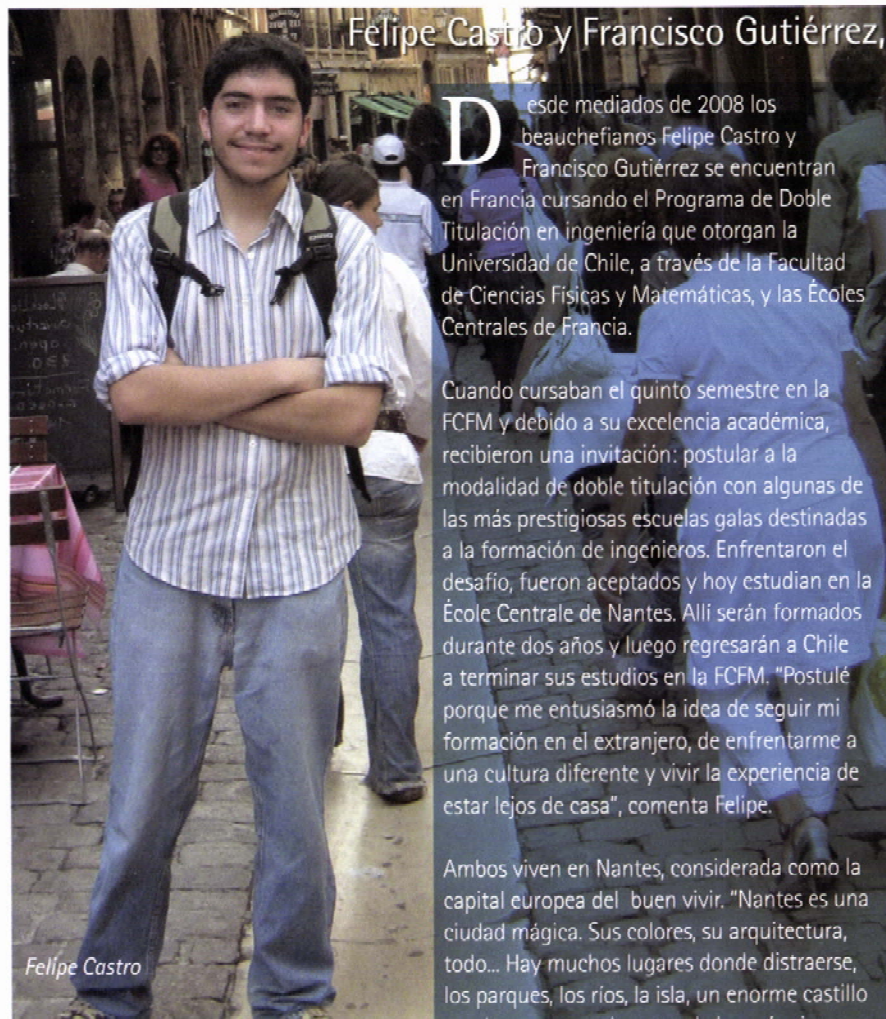 Felipe Castro y Francisco Gutiérrez,
Desde mediados de 2008 los
beauchefianos Felipe Castro y
Francisco Gutiérrez se encuentran
en Francia cursando el Programa de Doble
Titulación en ingeniería que otorgan la
Universidad de Chile, a través de la Facultad
de Ciencias Físicas y Matemáticas, y las Écoles
Centrales de Francia.
Cuando cursaban el quinto semestre en la
FCFM y debido a su excelencia académica,
recibieron una invitación: postular a la
modalidad de doble titulación con algunas de
las más prestigiosas escuelas galas destinadas
a la formación de ingenieros. Enfrentaron el
desafío, fueron aceptados y hoy estudian en la
École Centrale de Nantes. Allí serán formados
durante dos años y luego regresarán a Chile
a terminar sus estudios en la FCFM. "Postulé
porque me entusiasmó la idea de seguir mi
formación en el extranjero, de enfrentarme a
una cultura diferente y vivir la experiencia de
estar lejos de casa", comenta Felipe.
Ambos viven en Nantes, considerada como la
capital europea del buen vivir. "Nantes es una
ciudad mágica. Sus colores, su arquitectura,
todo... Hay muchos lugares donde distraerse,
los parques, los ríos, la isla, un enorme castillo
Felipe Castro